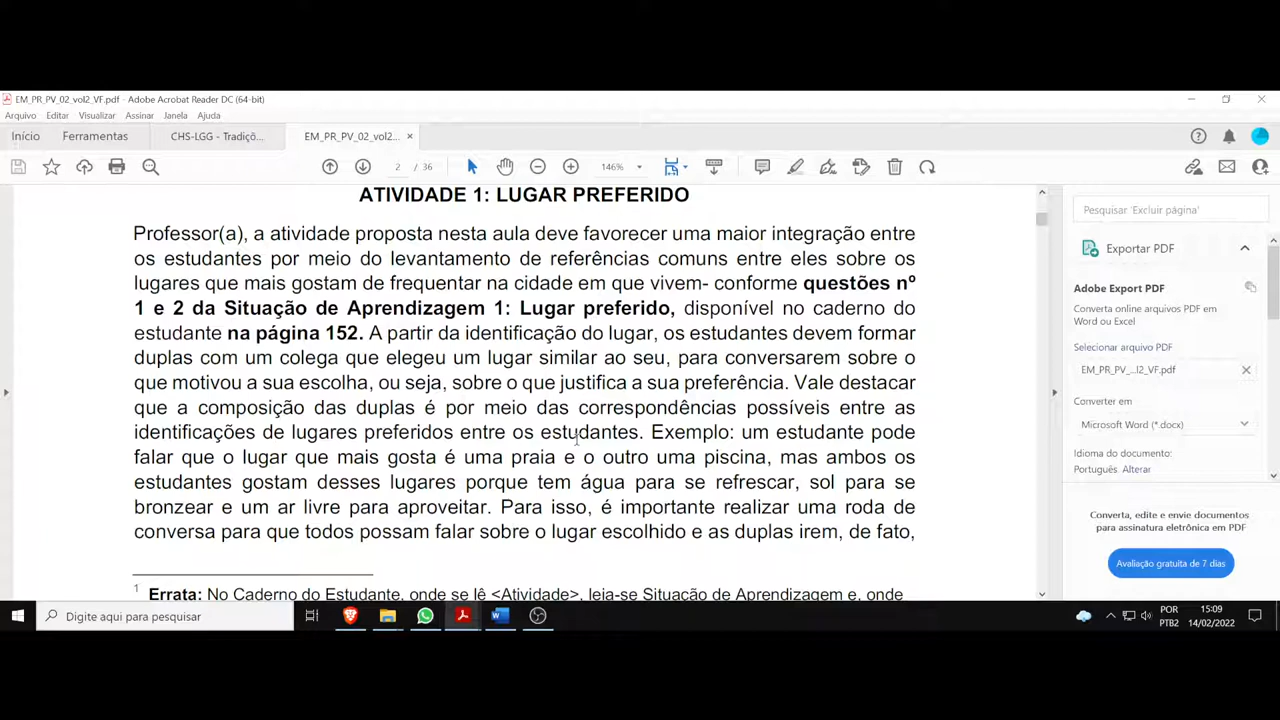 EM_PR_PV_02_vol2_VF.pdf - Adobe Acrobat Reader DC (64-bit)
Arquivo Editar Visualizar Assinar Janela Ajuda
Início Ferramentas CHS-LGG - Tradiçõ... EM_PR_PV_02_vol2... ×
2 / 36 146%
ATIVIDADE 1: LUGAR PREFERIDO
Professor(a), a atividade proposta nesta aula deve favorecer uma maior integração entre
os estudantes por meio do levantamento de referências comuns entre eles sobre os
lugares que mais gostam de frequentar na cidade em que vivem- conforme questões nº
1 e 2 da Situação de Aprendizagem 1: Lugar preferido, disponível no caderno do
estudante na página 152. A partir da identificação do lugar, os estudantes devem formar
duplas com um colega que elegeu um lugar similar ao seu, para conversarem sobre o
que motivou a sua escolha, ou seja, sobre o que justifica a sua preferência. Vale destacar
que a composição das duplas é por meio das correspondências possíveis entre as
identificações de lugares preferidos entre os estudantes. Exemplo: um estudante pode
falar que o lugar que mais gosta é uma praia e o outro uma piscina, mas ambos os
estudantes gostam desses lugares porque tem água para se refrescar, sol para se
bronzear e um ar livre para aproveitar. Para isso, é importante realizar uma roda de
conversa para que todos possam falar sobre o lugar escolhido e as duplas irem, de fato,
1 Errata: No Caderno do Estudante, onde se lê <Atividade>, leia-se Situação de Aprendizagem e, onde
Pesquisar 'Excluir página'
Exportar PDF
Adobe Export PDF
Converta online arquivos PDF em
Word ou Excel
Selecionar arquivo PDF
EM_PR_PV_...l2_VF.pdf
Converter em
Microsoft Word (*.docx)
Idioma do documento:
Português Alterar
Converta, edite e envie documentos
para assinatura eletrônica em PDF
Avaliação gratuita de 7 dias
Digite aqui para pesquisar
POR
PTB2
15:09
14/02/2022